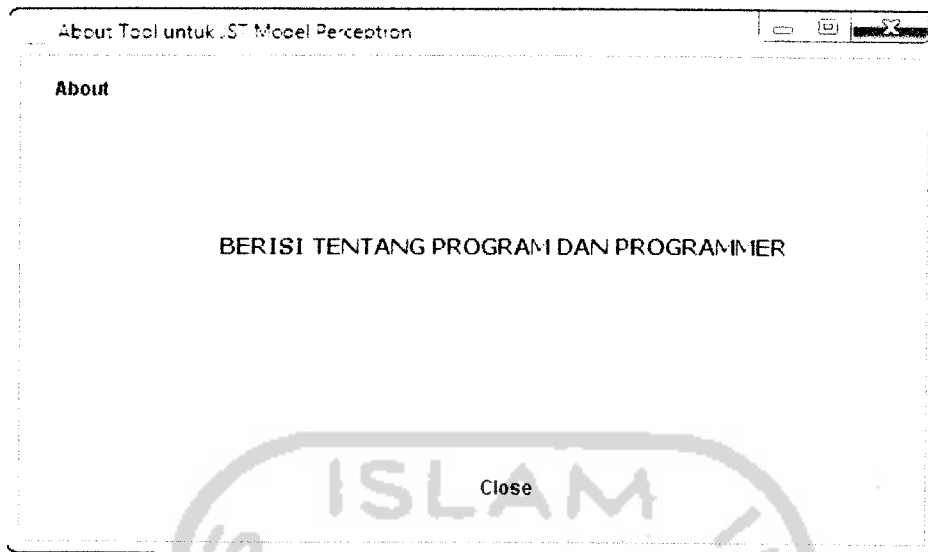 About Tool untuk JST Model Perceptron
About
BERISI TENTANG PROGRAM DAN PROGRAMMER
ISLAM
Close